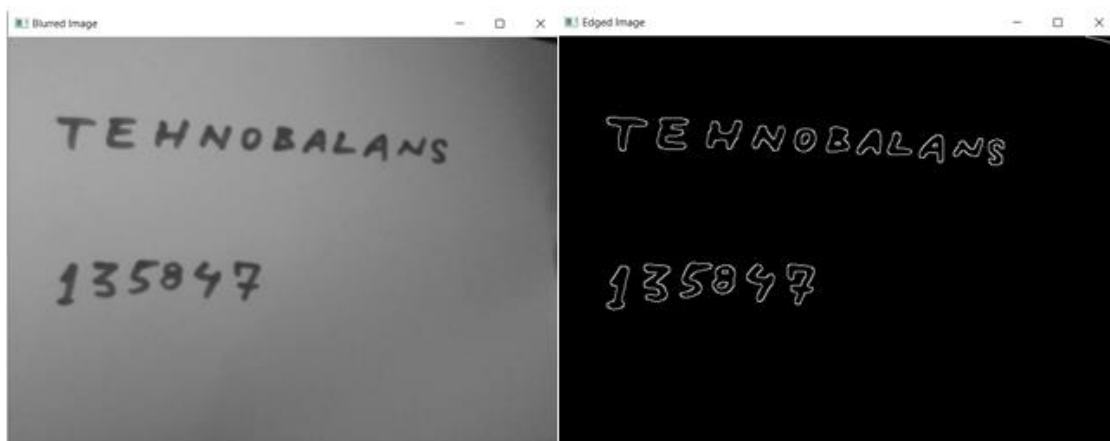 Blurred Image
Edged Image
TEHNOBALANS
TEHNOBALANS
135847
135847